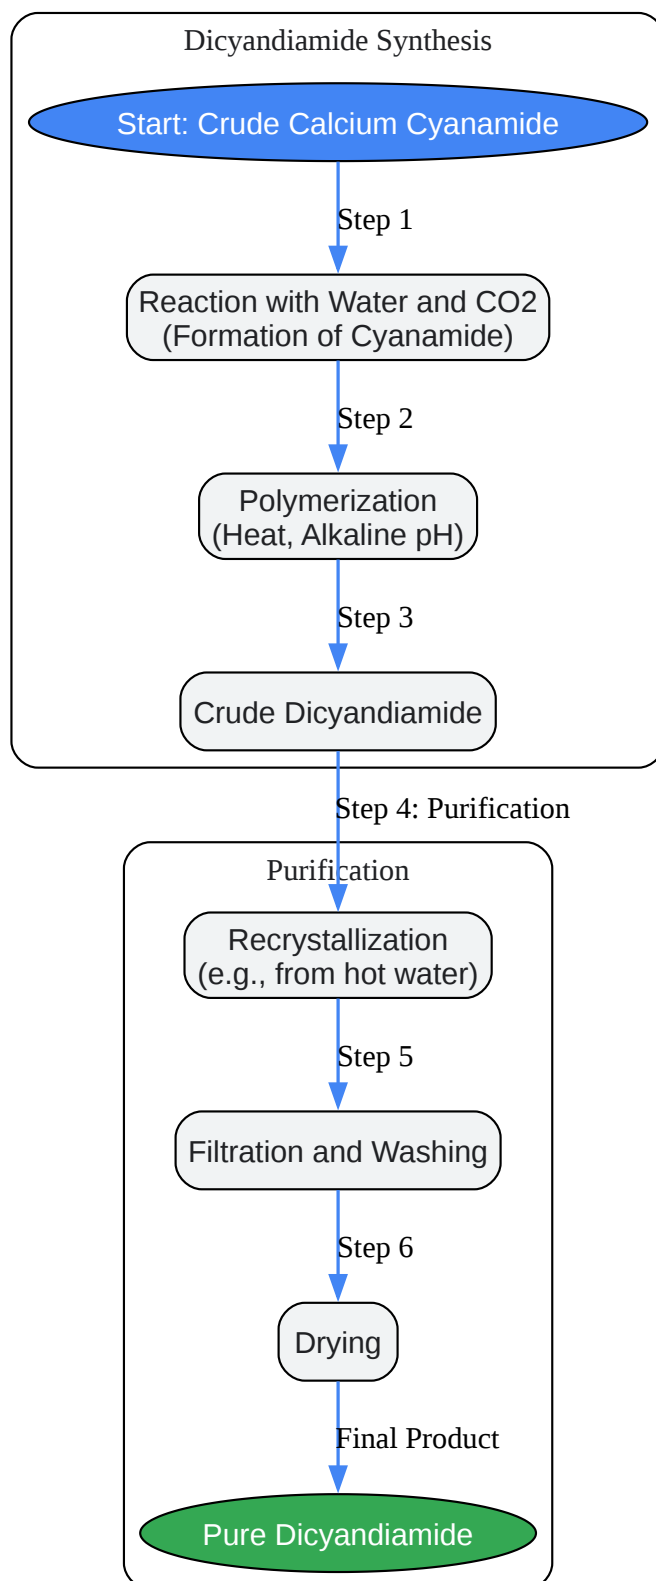 Dicyandiamide Synthesis
Start: Crude Calcium Cyanamide
Step 1
Reaction with Water and CO2
(Formation of Cyanamide)
Step 2
Polymerization
(Heat, Alkaline pH)
Step 3
Crude Dicyandiamide
Step 4: Purification
Purification
Recrystallization
(e.g., from hot water)
Step 5
Filtration and Washing
Step 6
Drying
Final Product
Pure Dicyandiamide